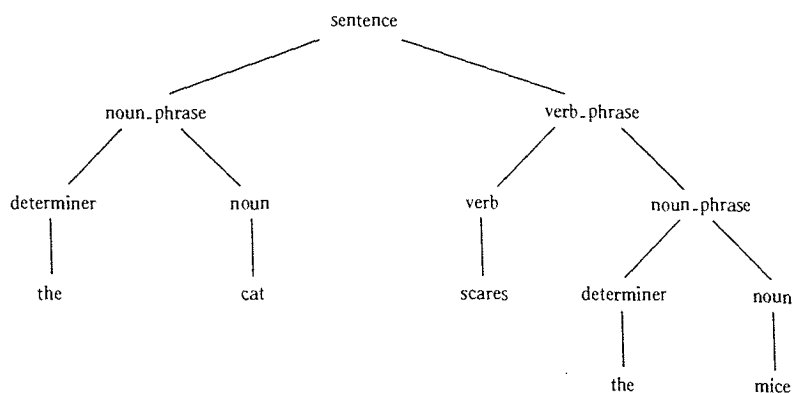 sentence
noun_phrase verb_phrase
determiner noun verb noun_phrase
the cat scares determiner noun
the mice